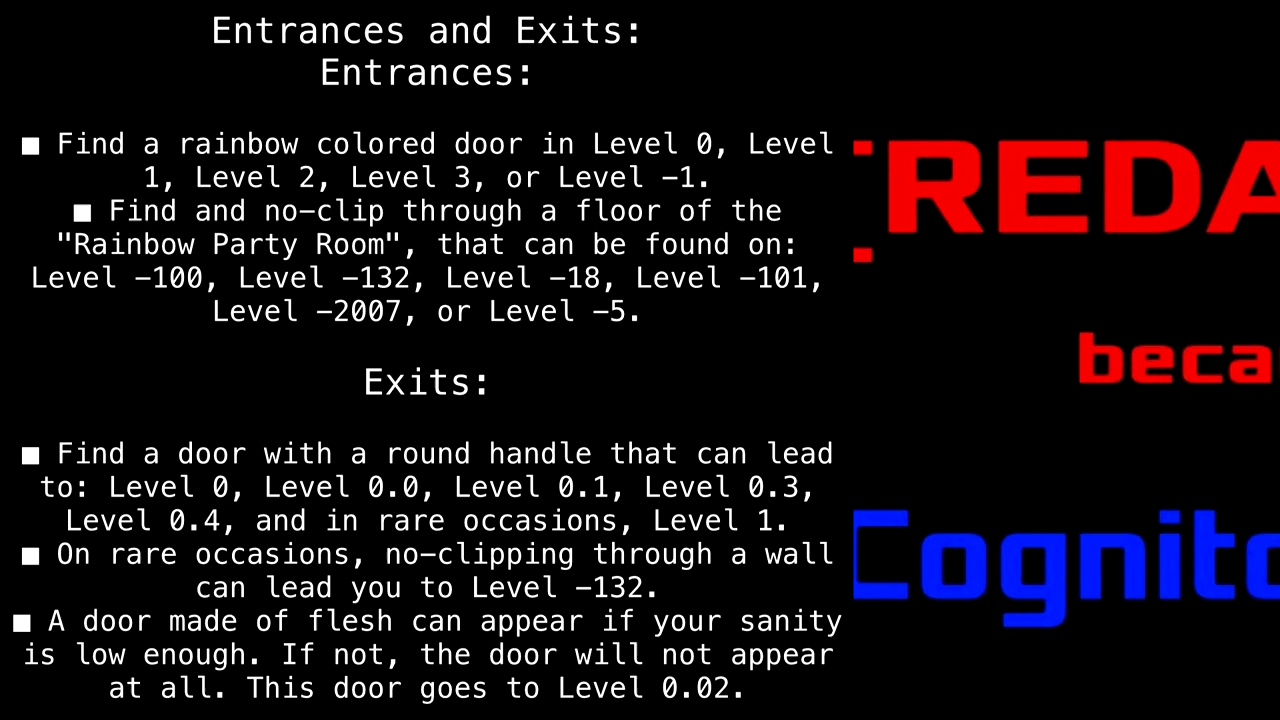 Entrances and Exits:
Entrances:
■ Find a rainbow colored door in Level 0, Level
1, Level 2, Level 3, or Level -1.
■ Find and no-clip through a floor of the
"Rainbow Party Room", that can be found on:
Level -100, Level -132, Level -18, Level -101,
Level -2007, or Level -5.
Exits:
■ Find a door with a round handle that can lead
to: Level 0, Level 0.0, Level 0.1, Level 0.3,
Level 0.4, and in rare occasions, Level 1.
■ On rare occasions, no-clipping through a wall
can lead you to Level -132.
■ A door made of flesh can appear if your sanity
is low enough. If not, the door will not appear
at all. This door goes to Level 0.02.
REDA
beca
Cognito